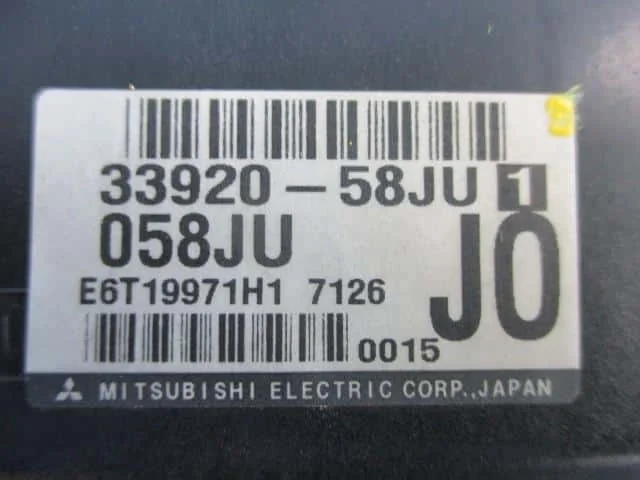 33920-58JU 1
058JU
JO
E6T19971H1 7126
0015
MITSUBISHI ELECTRIC CORP.,JAPAN